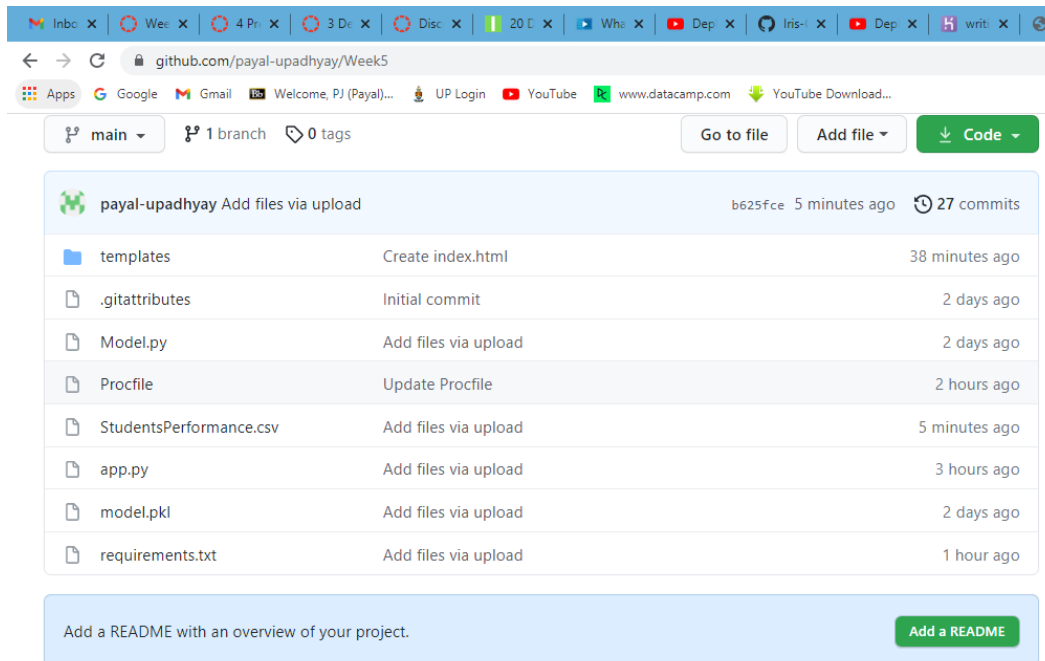 Inbo Wee 4 Pr 3 De Disc 20 D Wha Dep Iris- Dep writi
github.com/payal-upadhyay/Week5
Apps Google Gmail Bb Welcome, PJ (Payal)... UP Login YouTube www.datacamp.com YouTube Download...
main 1 branch 0 tags Go to file Add file Code
payal-upadhyay Add files via upload b625fce 5 minutes ago 27 commits
templates Create index.html 38 minutes ago
.gitattributes Initial commit 2 days ago
Model.py Add files via upload 2 days ago
Procfile Update Procfile 2 hours ago
StudentsPerformance.csv Add files via upload 5 minutes ago
app.py Add files via upload 3 hours ago
model.pkl Add files via upload 2 days ago
requirements.txt Add files via upload 1 hour ago
Add a README with an overview of your project. Add a README